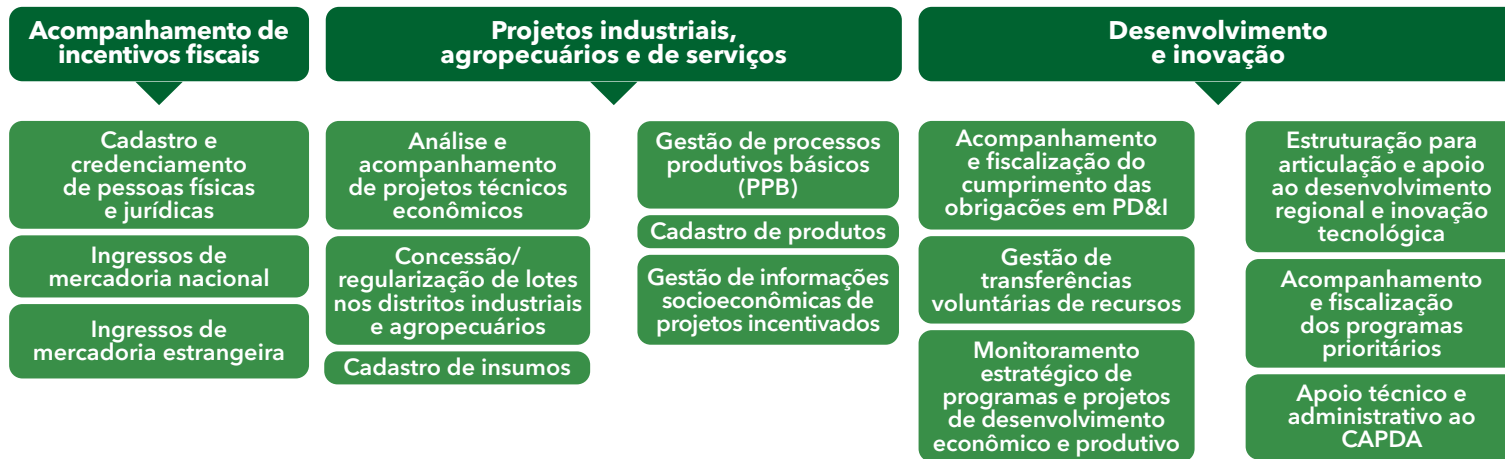 Acompanhamento de
incentivos fiscais
Cadastro e
credenciamento
de pessoas físicas
e jurídicas
Ingressos de
mercadoria nacional
Ingressos de
mercadoria estrangeira
Projetos industriais,
agropecuários e de serviços
Análise e
acompanhamento
de projetos técnicos
econômicos
Concessão/
regularização de lotes
nos distritos industriais
e agropecuários
Cadastro de insumos
Gestão de processos
produtivos básicos
(PPB)
Cadastro de produtos
Gestão de informações
socioeconômicas de
projetos incentivados
Desenvolvimento
e inovação
Acompanhamento
e fiscalização do
cumprimento das
obrigacões em PD&I
Gestão de
transferências
voluntárias de recursos
Monitoramento
estratégico de
programas e projetos
de desenvolvimento
econômico e produtivo
Estruturação para
articulação e apoio
ao desenvolvimento
regional e inovação
tecnológica
Acompanhamento
e fiscalização
dos programas
prioritários
Apoio técnico e
administrativo ao
CAPDA